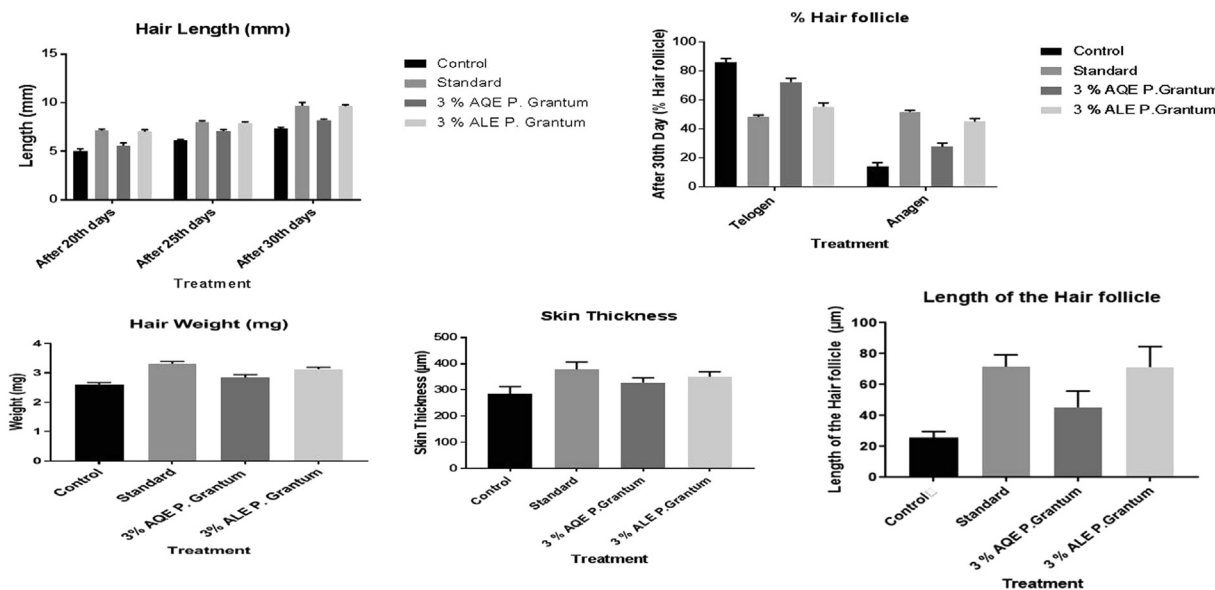 Hair Length (mm)
15
10
5
0
Length (mm)
After 20th days
After 25th days
After 30th days
Treatment
Control
Standard
3 % AQE P. Grantum
3 % ALE P. Grantum
% Hair follicle
100
80
60
40
20
0
After 30th Day (% Hair follicle)
Telogen
Anagen
Treatment
Control
Standard
3 % AQE P.Grantum
3 % ALE P.Grantum
Hair Weight (mg)
4
3
2
1
0
Weight (mg)
Control
Standard
3% AQE P. Grantum
3% ALE P. Grantum
Treatment
Skin Thickness
500
400
300
200
100
0
Skin Thickness (µm)
Control
Standard
3 % AQE P.Grantum
3 % ALE P.Grantum
Treatment
Length of the Hair follicle
100
80
60
40
20
0
Length of the Hair follicle (µm)
Control
Standard
3 % AQE P.Grantum
3 % ALE P.Grantum
Treatment